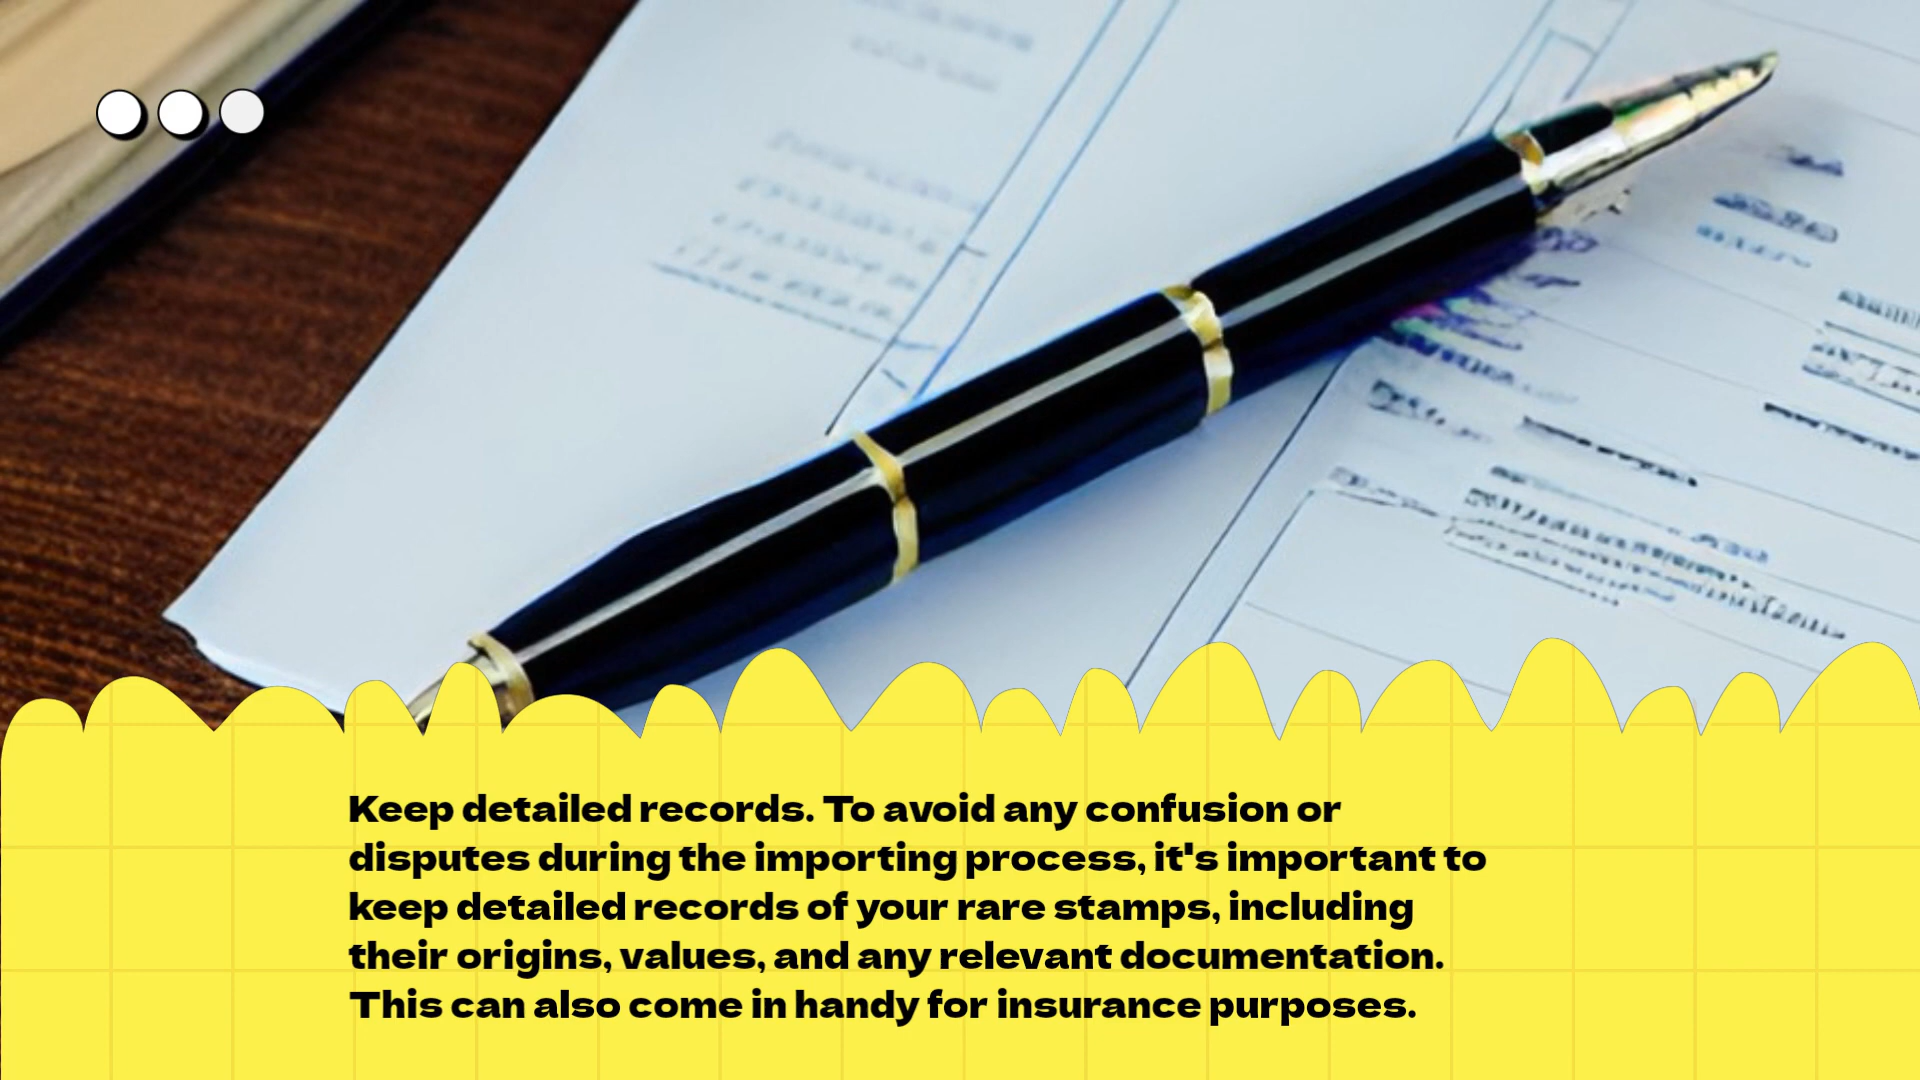 Keep detailed records. To avoid any confusion or
disputes during the importing process, it's important to
keep detailed records of your rare stamps, including
their origins, values, and any relevant documentation.
This can also come in handy for insurance purposes.